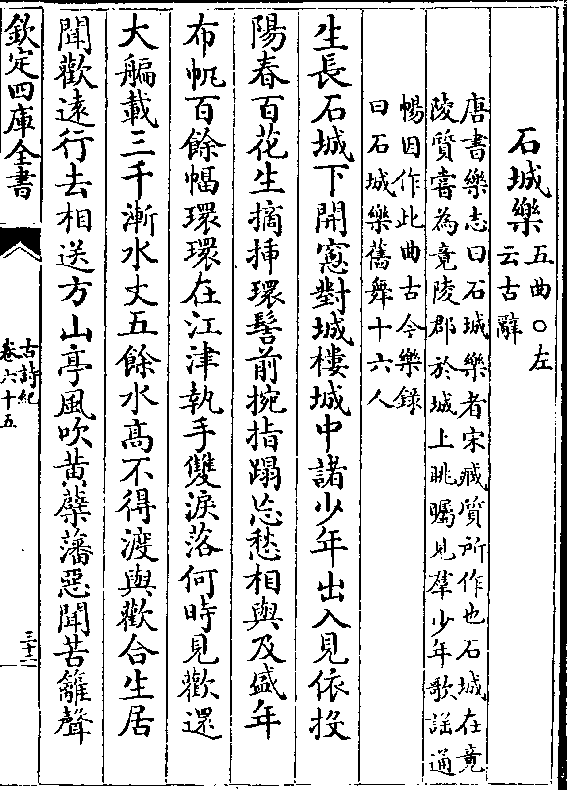 石城樂五曲〇左
云古辭
唐書樂志曰石城樂者宋臧質所作也石城在竟
陵質嘗為竟陵郡於城上眺矚見羣少年歌謡通
暢因作此曲古今樂錄
曰石城樂舊舞十六人
生長石城下開窓對城樓城中諸少年出入見依投
陽春百花生摘揷環髻前捥指蹋忘愁相與及盛年
布帆百餘幅環環在江津執手雙淚落何時見歡還
大艑載三千漸水丈五餘水髙不得渡與歡合生居
聞歡逺行去相送方山亭風吹黄蘗藩惡聞苦籬聲
欽定四庫全書
古詩紀
卷六十五
三十二